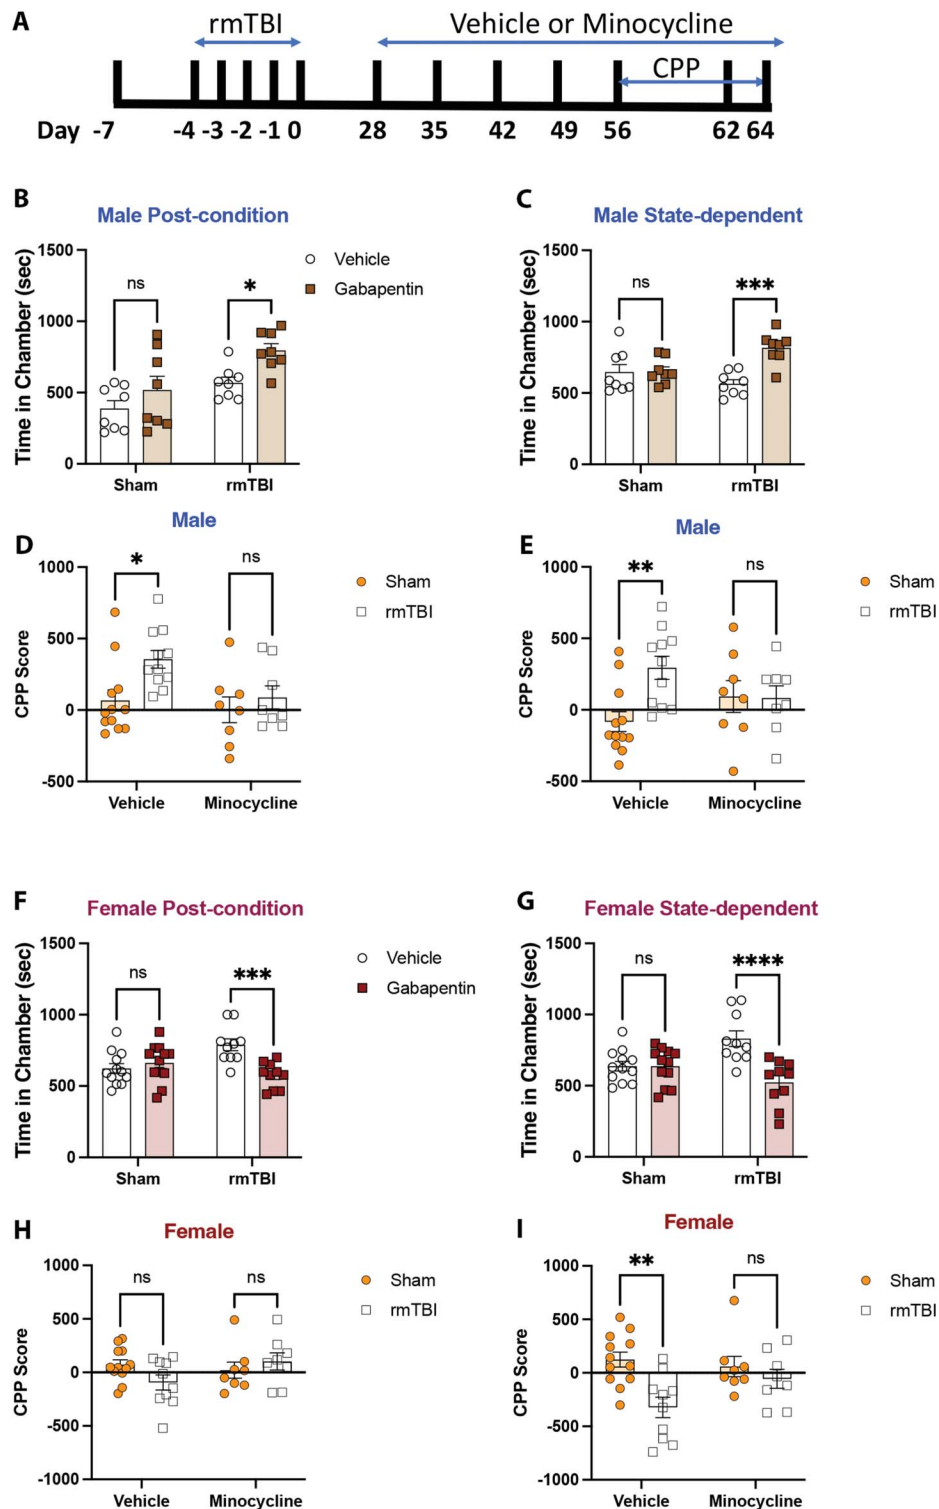 A
rmTBI
Vehicle or Minocycline
CPP
Day -7 -4 -3 -2 -1 0 28 35 42 49 56 62 64
B
Male Post-condition
Time in Chamber (sec)
1500
1000
500
0
ns
*
Sham
rmTBI
Vehicle
Gabapentin
C
Male State-dependent
Time in Chamber (sec)
1500
1000
500
0
ns
***
Sham
rmTBI
D
Male
CPP Score
1000
500
0
-500
*
ns
Vehicle
Minocycline
Sham
rmTBI
E
Male
CPP Score
1000
500
0
-500
**
ns
Vehicle
Minocycline
Sham
rmTBI
F
Female Post-condition
Time in Chamber (sec)
1500
1000
500
0
ns
***
Sham
rmTBI
Vehicle
Gabapentin
G
Female State-dependent
Time in Chamber (sec)
1500
1000
500
0
ns
****
Sham
rmTBI
H
Female
CPP Score
1000
500
0
-500
-1000
ns
ns
Vehicle
Minocycline
Sham
rmTBI
I
Female
CPP Score
1000
500
0
-500
-1000
**
ns
Vehicle
Minocycline
Sham
rmTBI